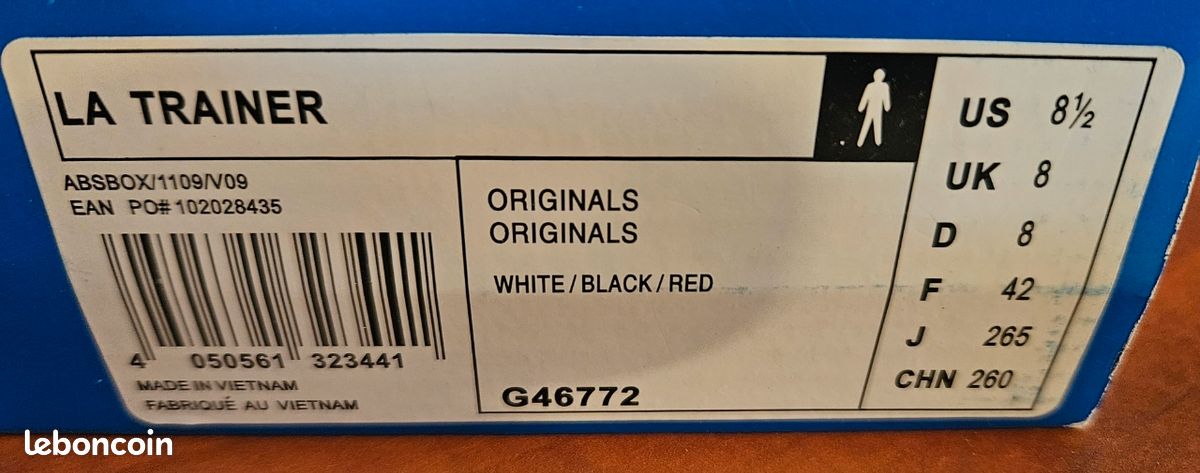 LA TRAINER
ABSBOX/1109/V09
EAN PO# 102028435
4 050561 323441
MADE IN VIETNAM
FABRIQUÉ AU VIETNAM
ORIGINALS
ORIGINALS
WHITE / BLACK / RED
G46772
US 8½
UK 8
D 8
F 42
J 265
CHN 260
leboncoin